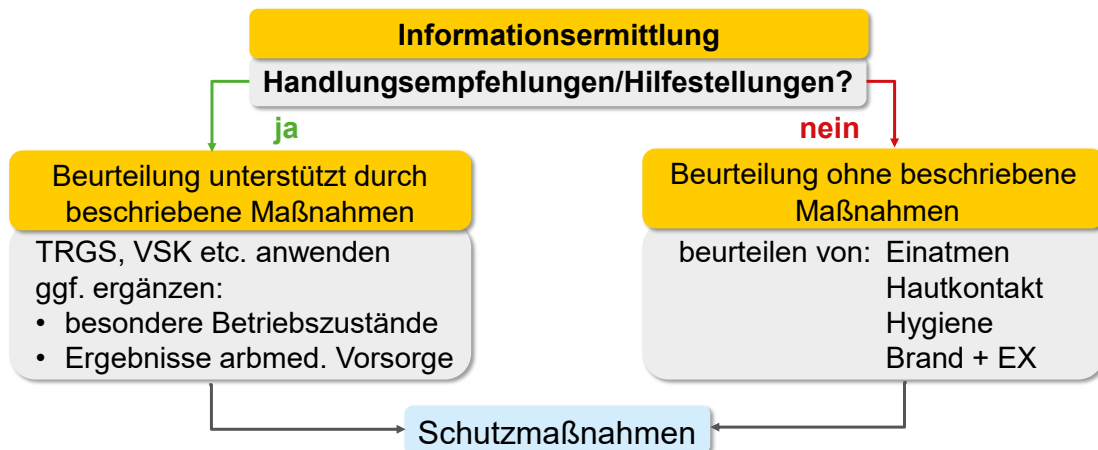 Informationsermittlung
Handlungsempfehlungen/Hilfestellungen?
ja
nein
Beurteilung unterstützt durch
beschriebene Maßnahmen
TRGS, VSK etc. anwenden
ggf. ergänzen:
• besondere Betriebszustände
• Ergebnisse arbmed. Vorsorge
Beurteilung ohne beschriebene
Maßnahmen
beurteilen von: Einatmen
Hautkontakt
Hygiene
Brand + EX
Schutzmaßnahmen